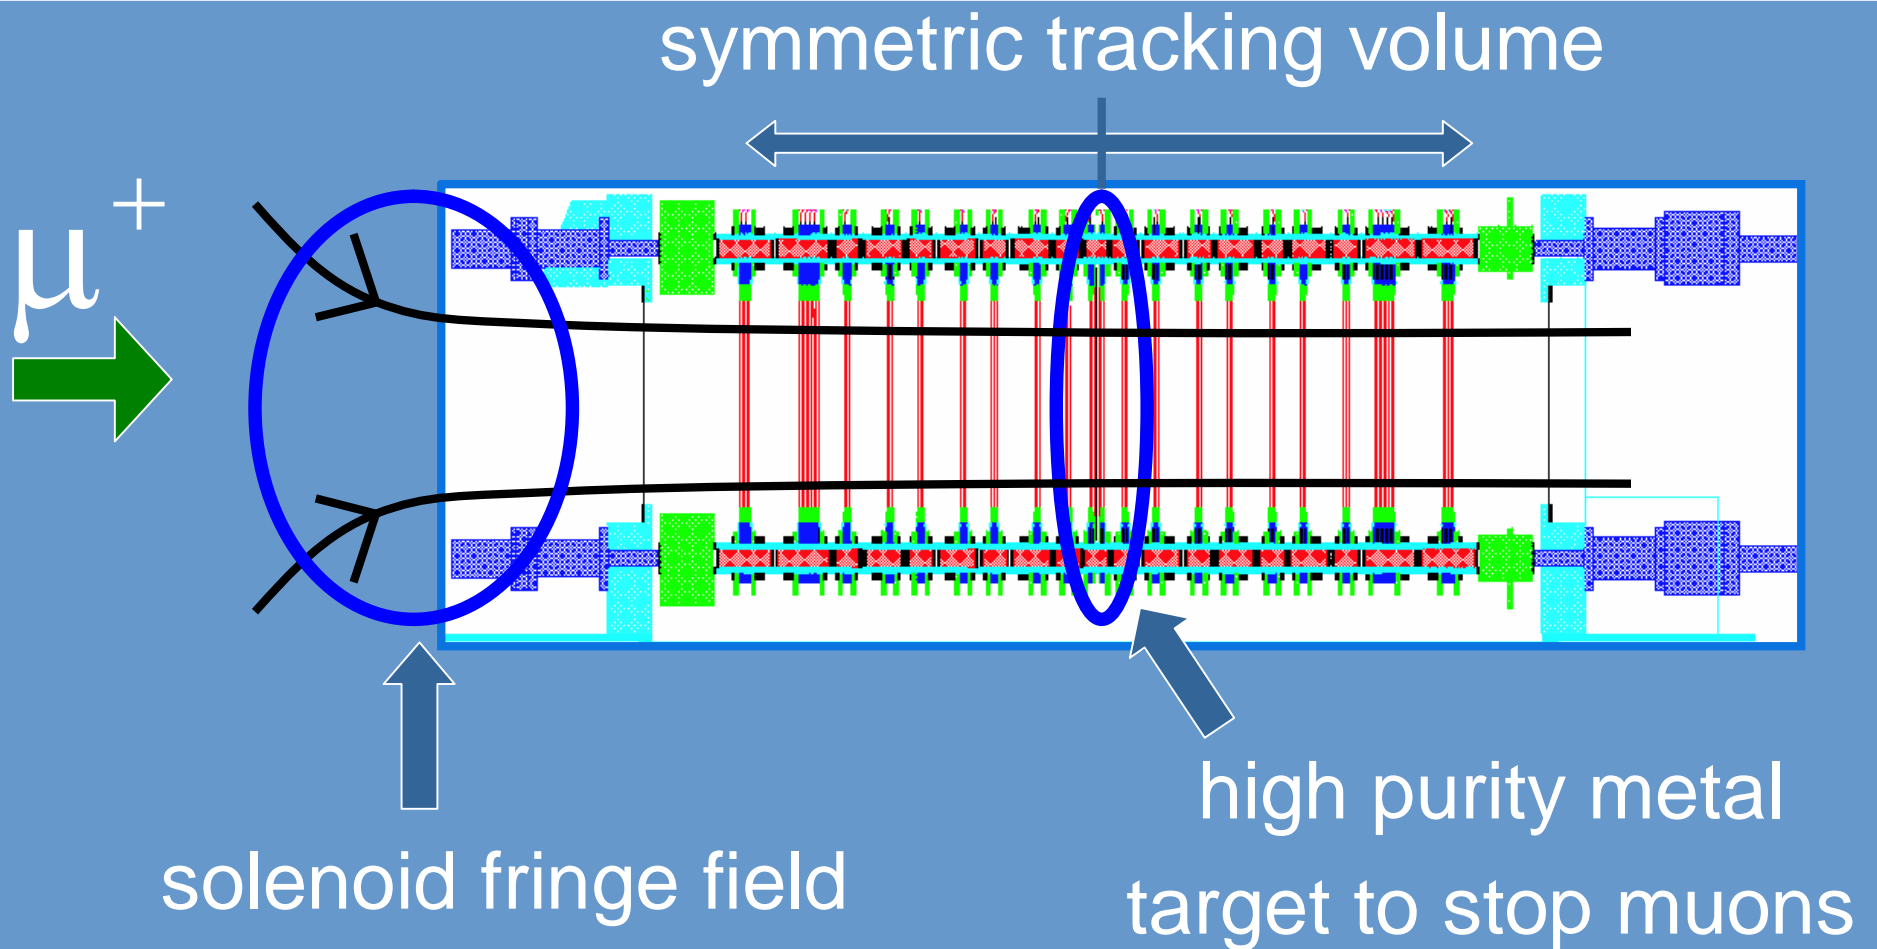 symmetric tracking volume
μ+
high purity metal
solenoid fringe field
target to stop muons